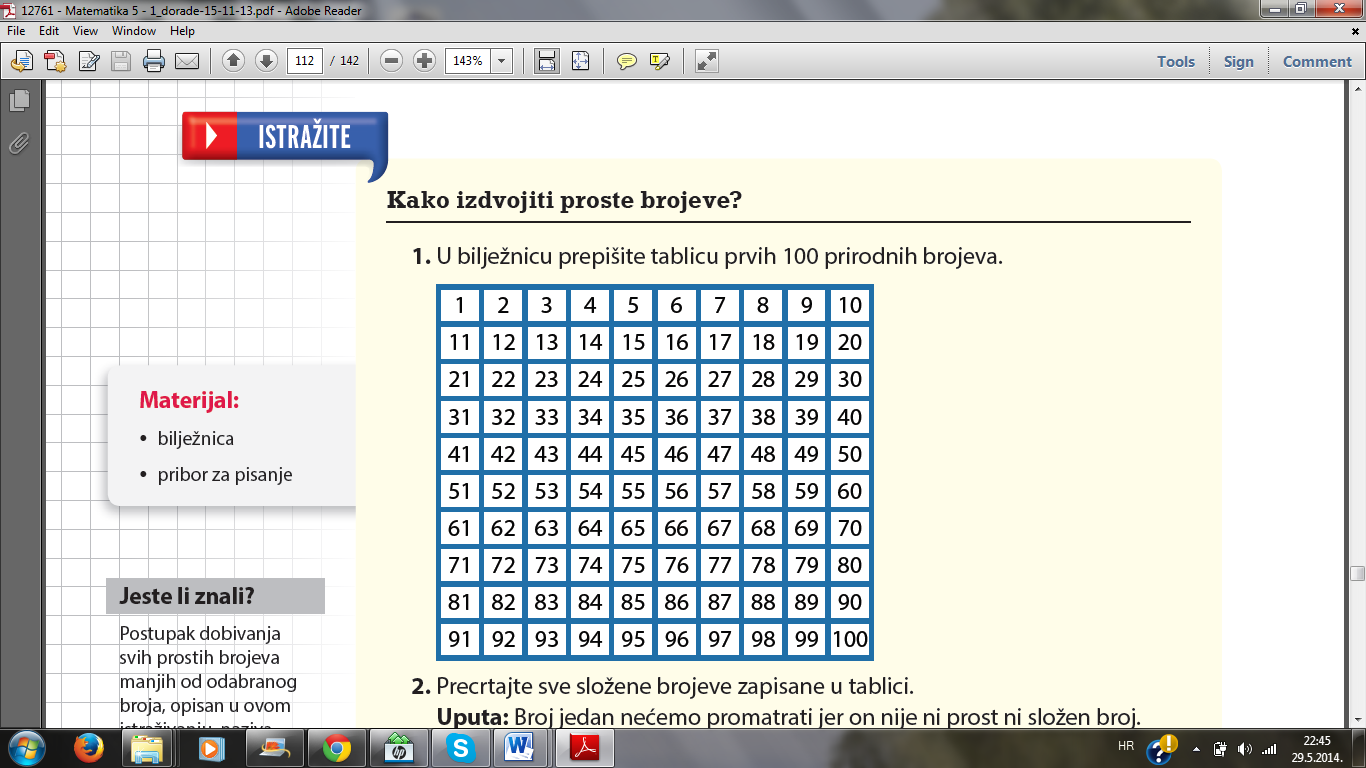 12761 - Matematika 5 - 1_dorade-15-11-13.pdf - Adobe Reader
File Edit View Window Help
112 / 142 143% Tools Sign Comment
ISTRAŽITE
Kako izdvojiti proste brojeve?
1. U bilježnicu prepišite tablicu prvih 100 prirodnih brojeva.
1 2 3 4 5 6 7 8 9 10
11 12 13 14 15 16 17 18 19 20
21 22 23 24 25 26 27 28 29 30
31 32 33 34 35 36 37 38 39 40
41 42 43 44 45 46 47 48 49 50
51 52 53 54 55 56 57 58 59 60
61 62 63 64 65 66 67 68 69 70
71 72 73 74 75 76 77 78 79 80
81 82 83 84 85 86 87 88 89 90
91 92 93 94 95 96 97 98 99 100
2. Precrtajte sve složene brojeve zapisane u tablici.
Uputa: Broj jedan nećemo promatrati jer on nije ni prost ni složen broj.
Materijal:
• bilježnica
• pribor za pisanje
Jeste li znali?
Postupak dobivanja
svih prostih brojeva
manjih od odabranog
broja, opisan u ovom
istraživanju, naziva
HR 22:45
29.5.2014.